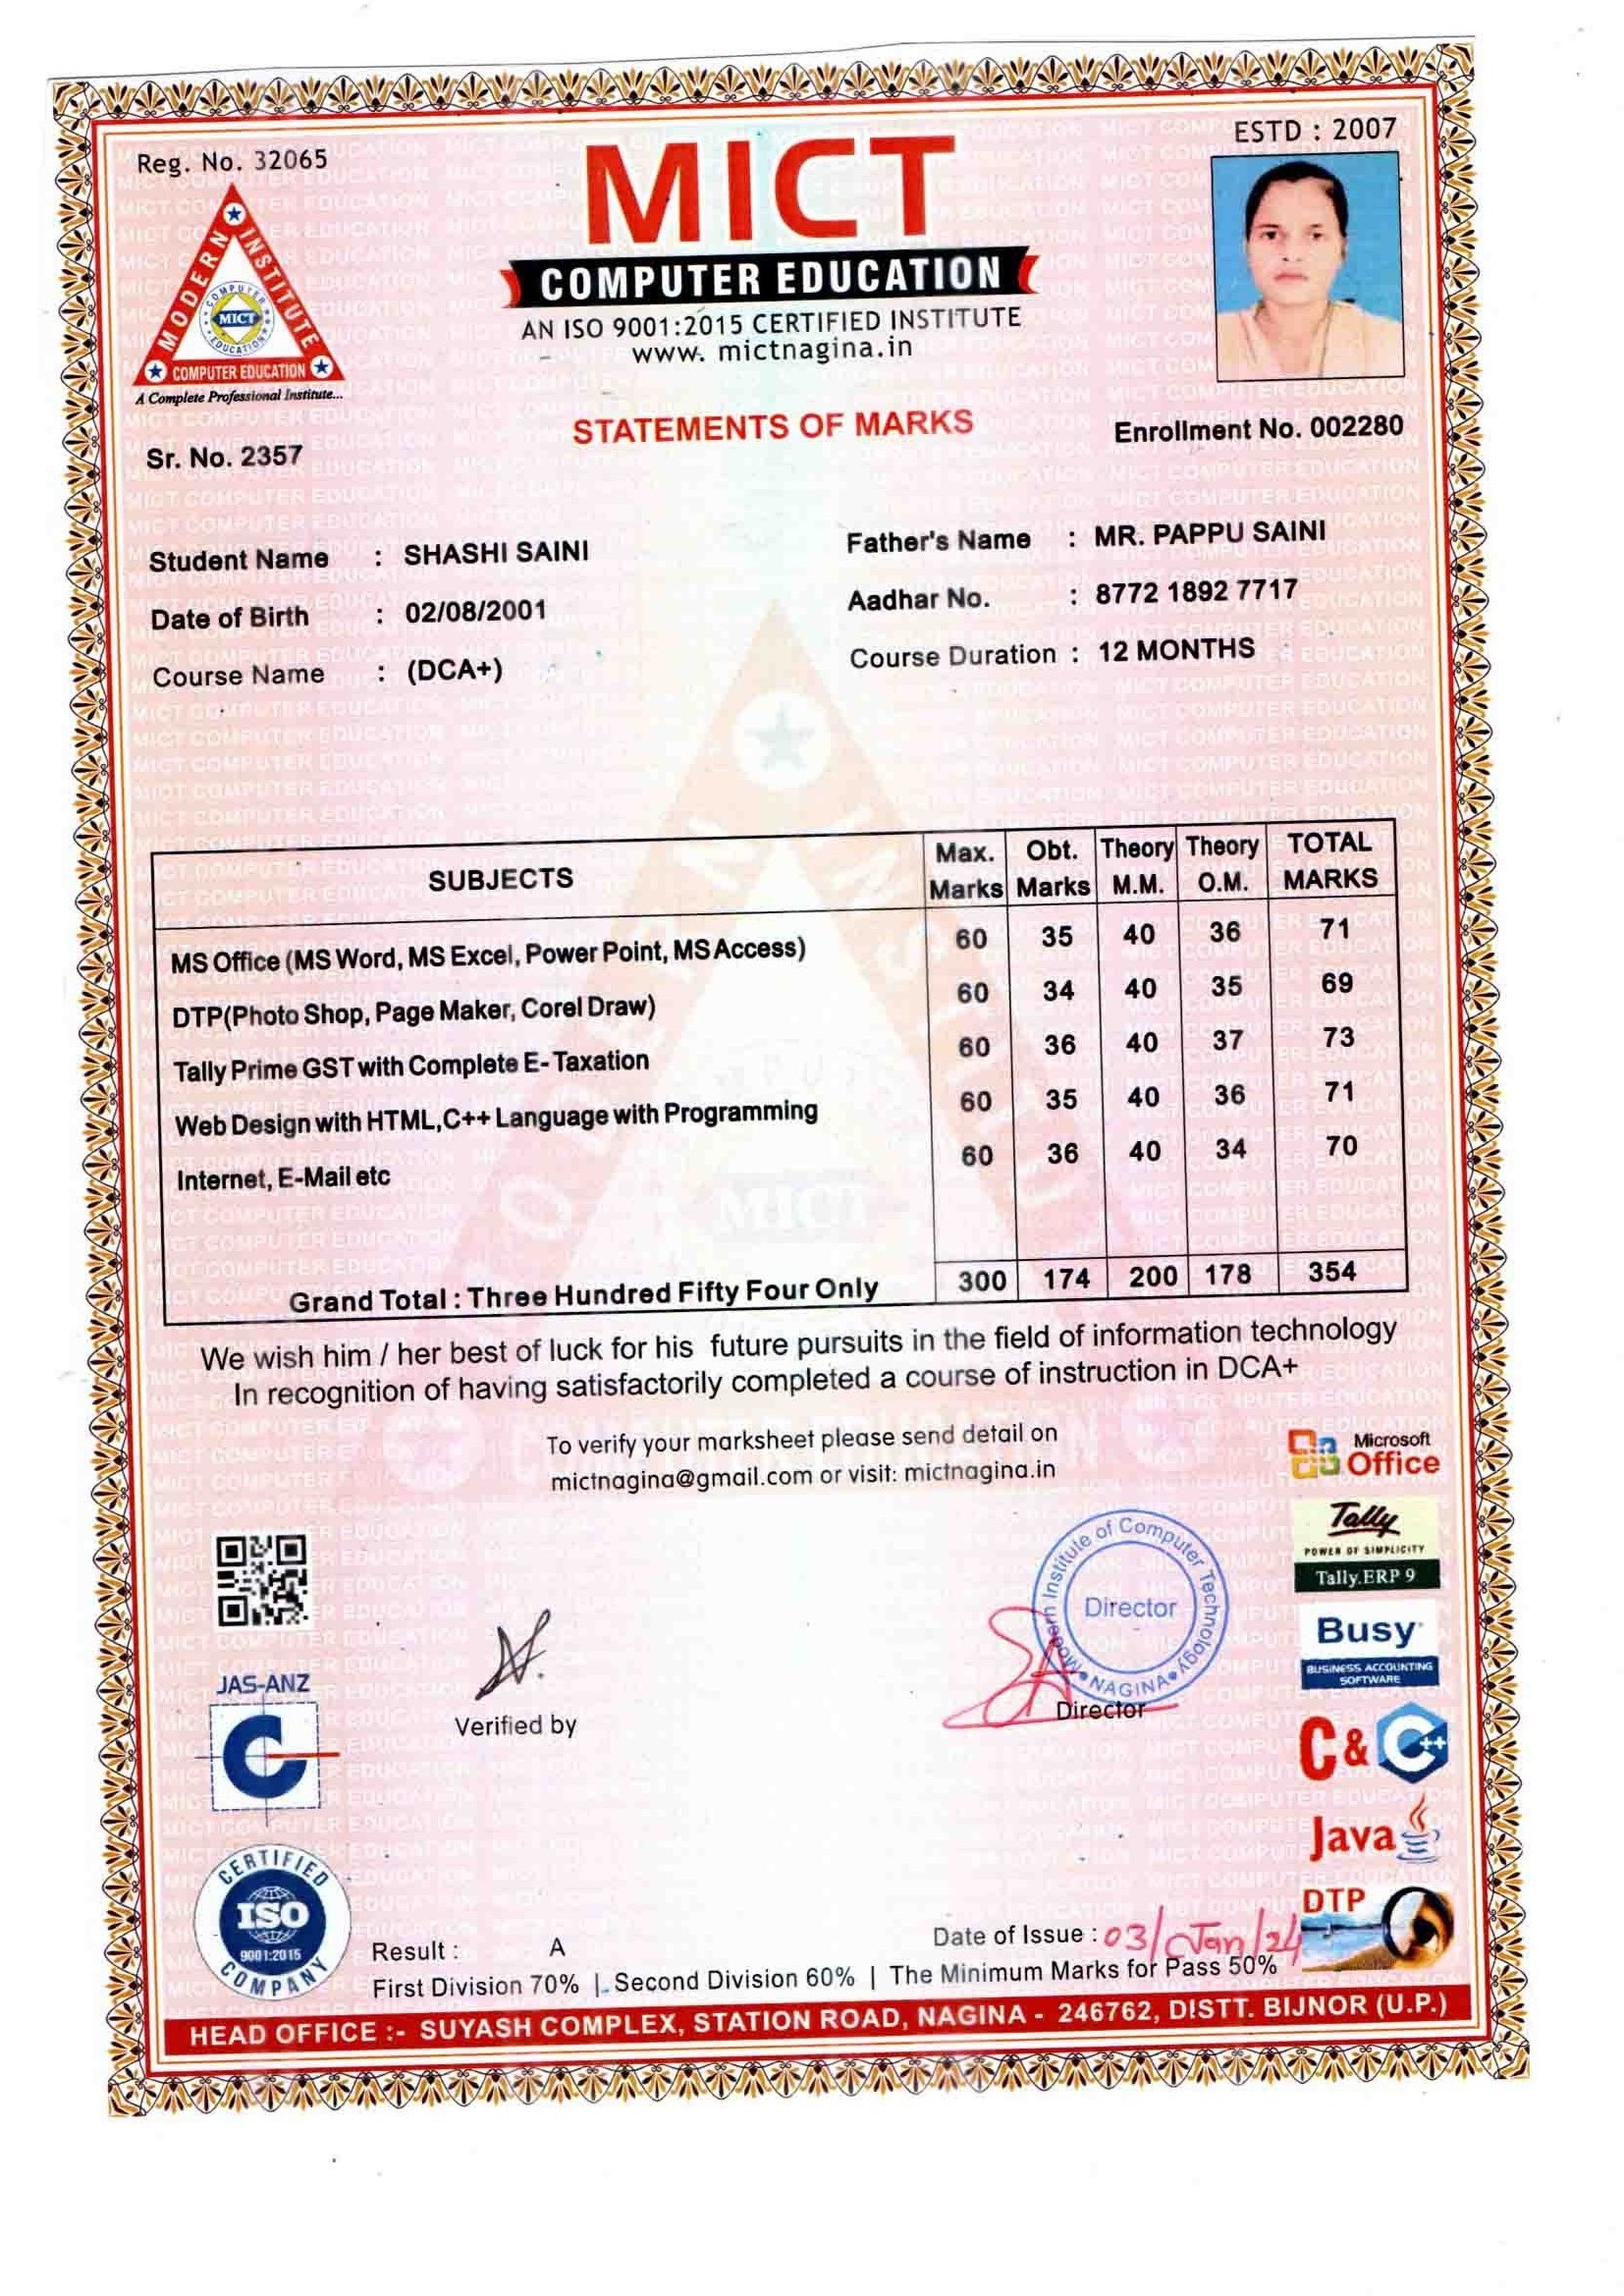 Reg. No. 32065
ESTD : 2007
MICT
COMPUTER EDUCATION
AN ISO 9001:2015 CERTIFIED INSTITUTE
www. mictnagina.in
MODERN INSTITUTE
COMPUTER EDUCATION
MICT
COMPUTER EDUCATION
A Complete Professional Institute...
STATEMENTS OF MARKS
Sr. No. 2357
Enrollment No. 002280
Student Name : SHASHI SAINI
Father's Name : MR. PAPPU SAINI
Date of Birth : 02/08/2001
Aadhar No. : 8772 1892 7717
Course Name : (DCA+)
Course Duration : 12 MONTHS
SUBJECTS Max. Marks Obt. Marks Theory M.M. Theory O.M. TOTAL MARKS
MS Office (MS Word, MS Excel, Power Point, MS Access) 60 35 40 36 71
DTP(Photo Shop, Page Maker, Corel Draw) 60 34 40 35 69
Tally Prime GST with Complete E- Taxation 60 36 40 37 73
Web Design with HTML,C++ Language with Programming 60 35 40 36 71
Internet, E-Mail etc 60 36 40 34 70
Grand Total : Three Hundred Fifty Four Only 300 174 200 178 354
We wish him / her best of luck for his future pursuits in the field of information technology
In recognition of having satisfactorily completed a course of instruction in DCA+
To verify your marksheet please send detail on
mictnagina@gmail.com or visit: mictnagina.in
Microsoft
Office
Tally
POWER OF SIMPLICITY
Tally.ERP 9
Busy
BUSINESS ACCOUNTING
SOFTWARE
C & C++
Java
DTP
Modern Institute of Computer Technology
NAGINA
Director
Director
Verified by
JAS-ANZ
C
CERTIFIED
ISO
9001:2015
COMPANY
Date of Issue : 03/Jan/24
Result : A
First Division 70% | Second Division 60% | The Minimum Marks for Pass 50%
HEAD OFFICE :- SUYASH COMPLEX, STATION ROAD, NAGINA - 246762, DISTT. BIJNOR (U.P.)